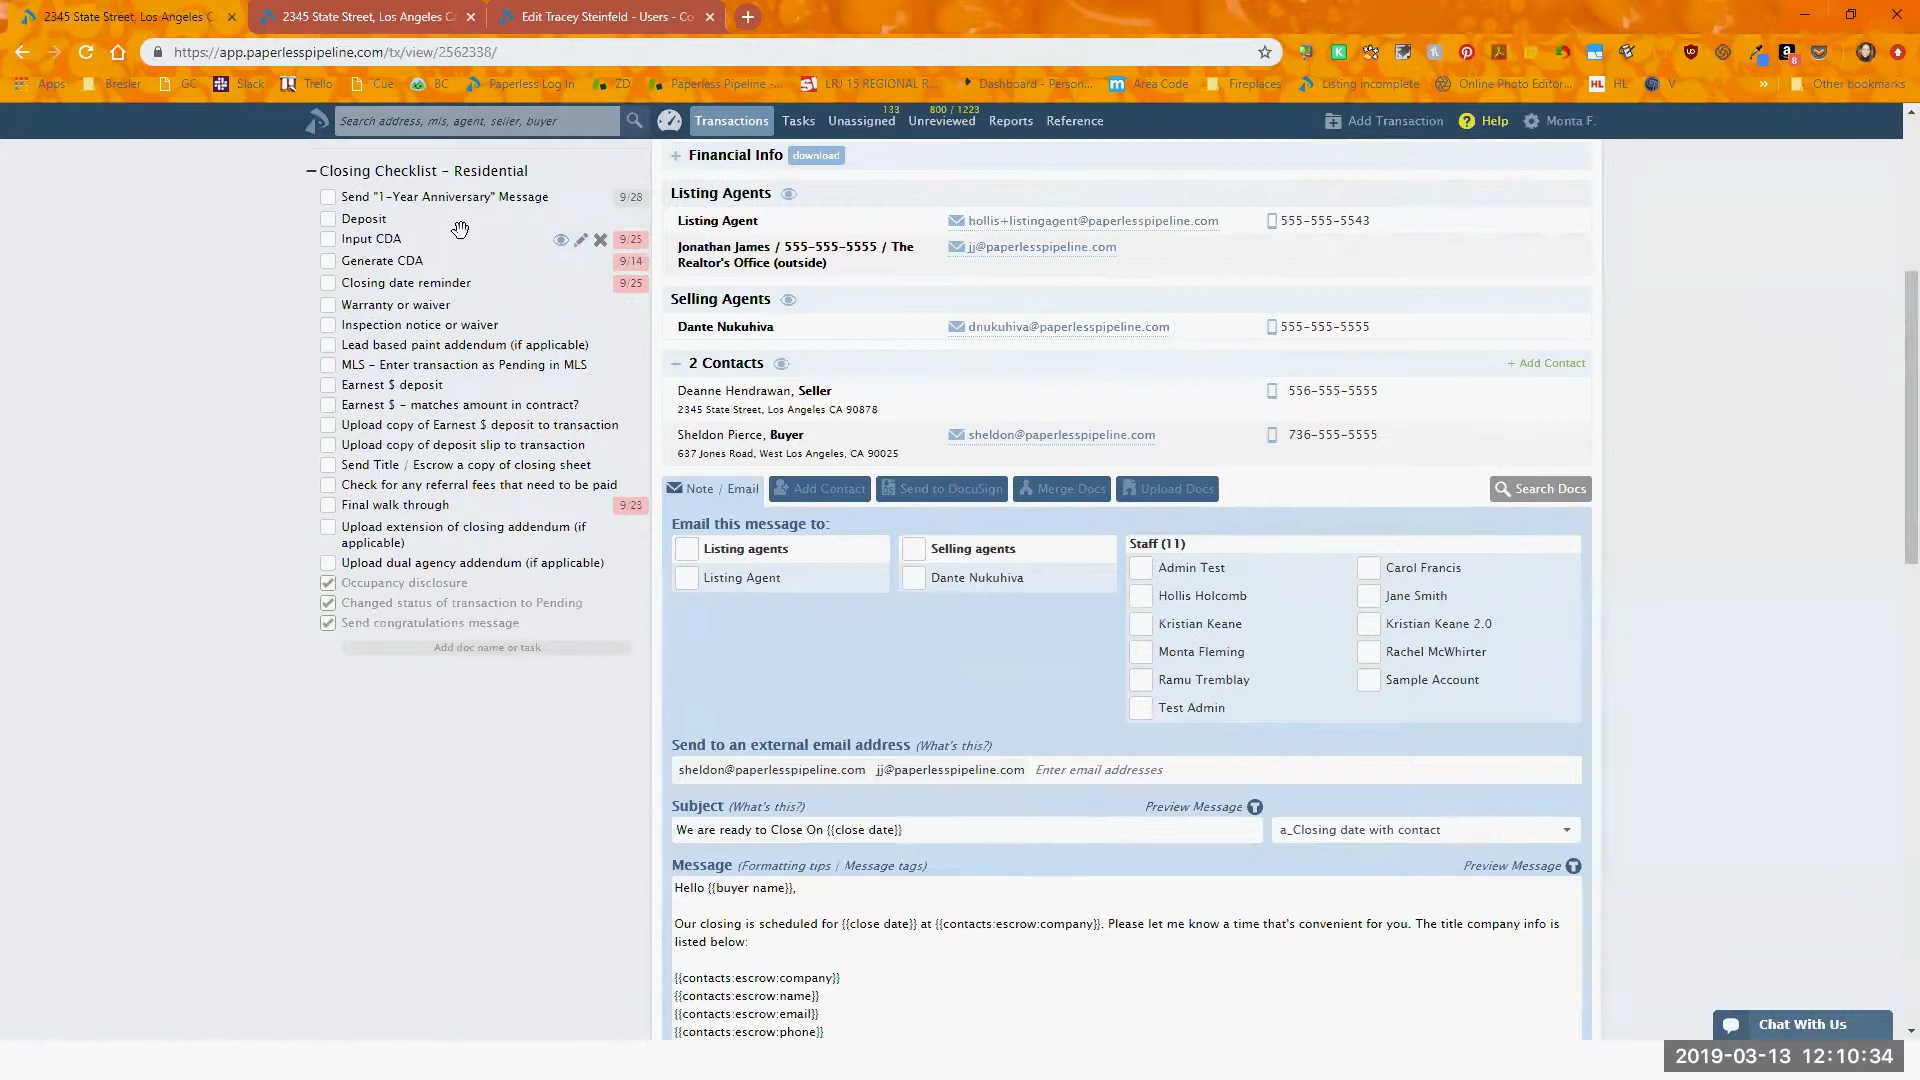 2345 State Street, Los Angeles C
2345 State Street, Los Angeles C
Edit Tracey Steinfeld - Users - Co
https://app.paperlesspipeline.com/tx/view/2562338/
8
Apps
Bresler
GC
Slack
Trello
Cue
BC
Paperless Log In
ZD
Paperless Pipeline -...
LRJ 15 REGIONAL R...
Dashboard - Person...
Area Code
Fireplaces
Listing incomplete
Online Photo Editor...
HL
V
»
Other bookmarks
Search address, mls, agent, seller, buyer
Transactions
Tasks
133
Unassigned
800 / 1223
Unreviewed
Reports
Reference
Add Transaction
Help
Monta F.
Closing Checklist - Residential
Send "1-Year Anniversary" Message 9/28
Deposit
Input CDA 9/25
Generate CDA 9/14
Closing date reminder 9/25
Warranty or waiver
Inspection notice or waiver
Lead based paint addendum (if applicable)
MLS - Enter transaction as Pending in MLS
Earnest $ deposit
Earnest $ - matches amount in contract?
Upload copy of Earnest $ deposit to transaction
Upload copy of deposit slip to transaction
Send Title / Escrow a copy of closing sheet
Check for any referral fees that need to be paid
Final walk through 9/23
Upload extension of closing addendum (if
applicable)
Upload dual agency addendum (if applicable)
Occupancy disclosure
Changed status of transaction to Pending
Send congratulations message
Add doc name or task
+ Financial Info download
Listing Agents
Listing Agent hollis+listingagent@paperlesspipeline.com 555-555-5543
Jonathan James / 555-555-5555 / The
Realtor's Office (outside)
jj@paperlesspipeline.com
Selling Agents
Dante Nukuhiva dnukuhiva@paperlesspipeline.com 555-555-5555
− 2 Contacts + Add Contact
Deanne Hendrawan, Seller 556-555-5555
2345 State Street, Los Angeles CA 90878
Sheldon Pierce, Buyer sheldon@paperlesspipeline.com 736-555-5555
637 Jones Road, West Los Angeles, CA 90025
Note / Email
Add Contact
Send to DocuSign
Merge Docs
Upload Docs
Search Docs
Email this message to:
Listing agents
Listing Agent
Selling agents
Dante Nukuhiva
Staff (11)
Admin Test
Carol Francis
Hollis Holcomb
Jane Smith
Kristian Keane
Kristian Keane 2.0
Monta Fleming
Rachel McWhirter
Ramu Tremblay
Sample Account
Test Admin
Send to an external email address (What's this?)
sheldon@paperlesspipeline.com jj@paperlesspipeline.com Enter email addresses
Subject (What's this?) Preview Message
We are ready to Close On {{close date}}
a_Closing date with contact
Message (Formatting tips / Message tags) Preview Message
Hello {{buyer name}},
Our closing is scheduled for {{close date}} at {{contacts:escrow:company}}. Please let me know a time that's convenient for you. The title company info is
listed below:
{{contacts:escrow:company}}
{{contacts:escrow:name}}
{{contacts:escrow:email}}
{{contacts:escrow:phone}}
Chat With Us
2019-03-13 12:10:34